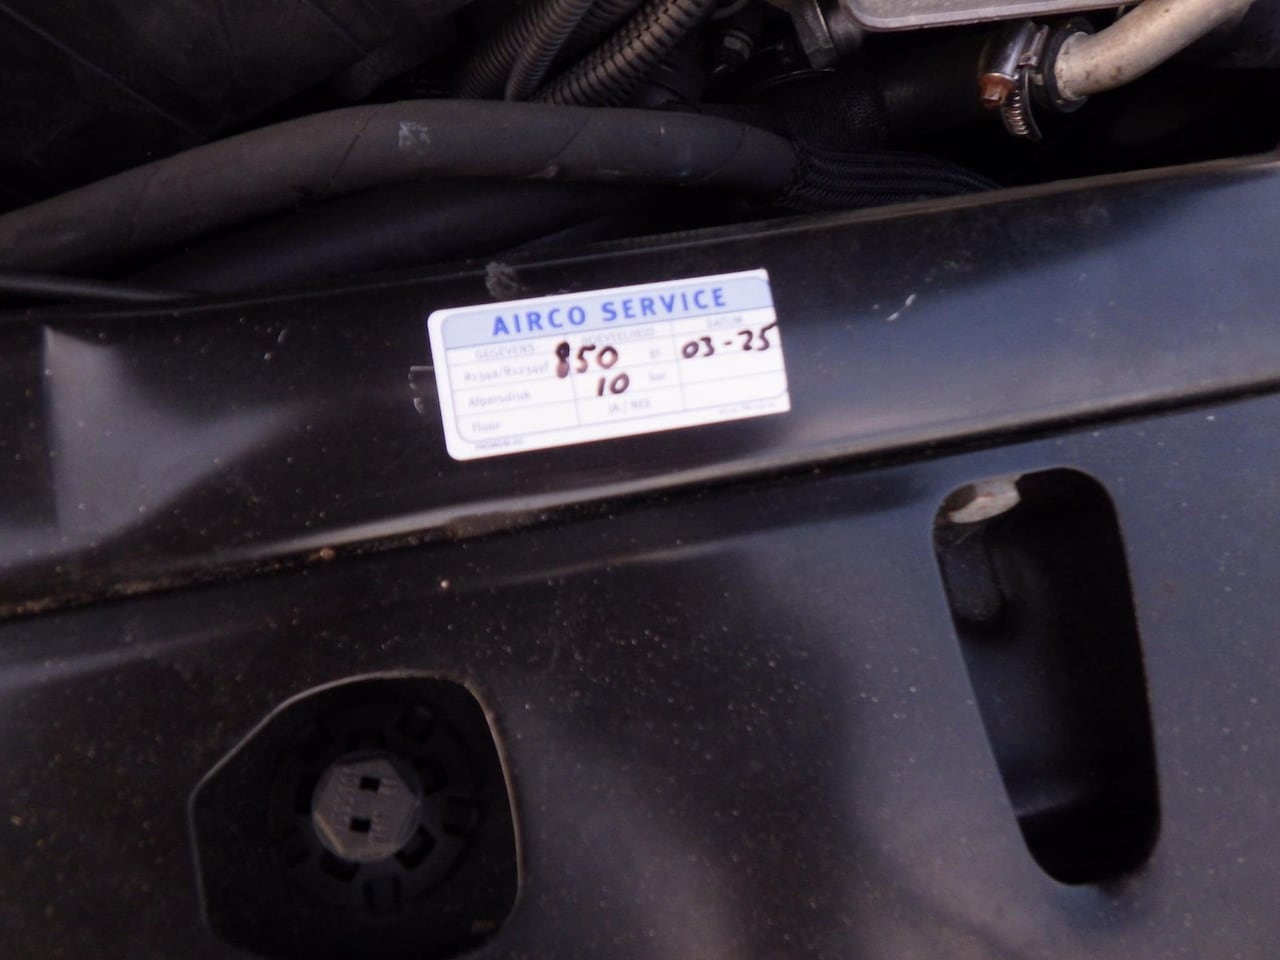 AIRCO SERVICE
GEGEVENS HOEVEELHEID DATUM
R134a/R1234yf 850 gr 03-25
Afpersdruk 10 bar
Fluor JA / NEE